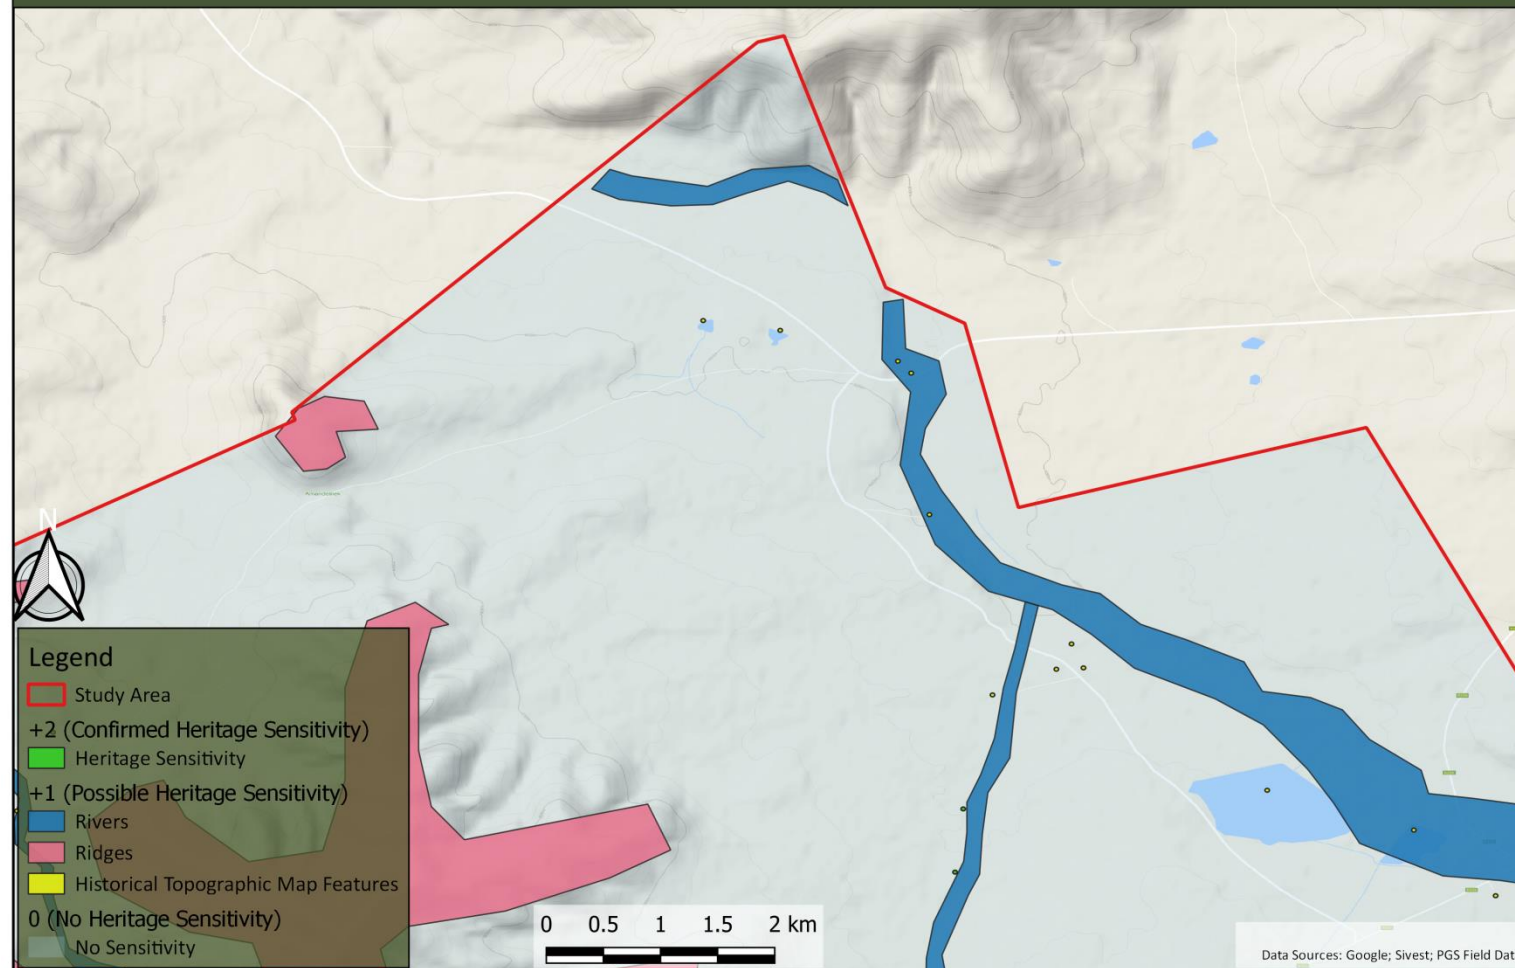 N
Legend
Study Area
+2 (Confirmed Heritage Sensitivity)
Heritage Sensitivity
+1 (Possible Heritage Sensitivity)
Rivers
Ridges
Historical Topographic Map Features
0 (No Heritage Sensitivity)
No Sensitivity
0 0.5 1 1.5 2 km
Data Sources: Google; Sivest; PGS Field Dat